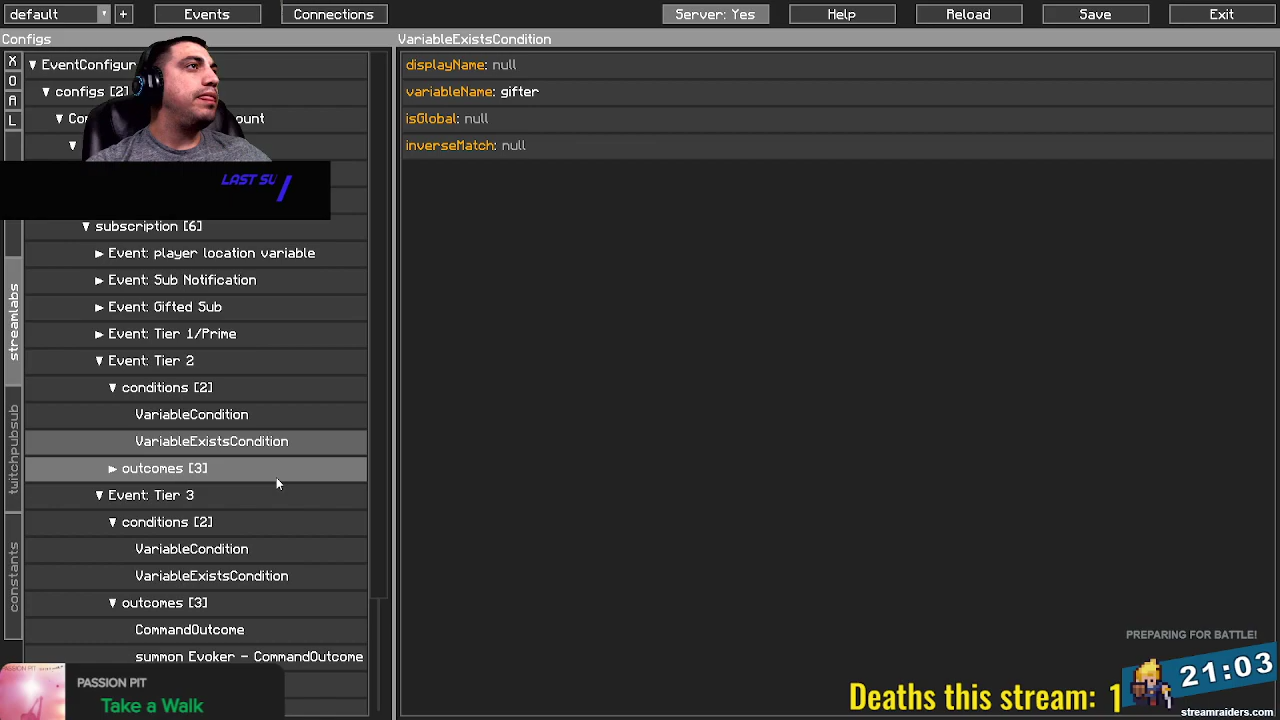 default
+
Events
Connections
Server: Yes
Help
Reload
Save
Exit
Configs
VariableExistsCondition
X
O
A
L
streamlabs
twitchpubsub
constants
EventConfigur
configs [2]
Co
ount
LAST SU
subscription [6]
Event: player location variable
Event: Sub Notification
Event: Gifted Sub
Event: Tier 1/Prime
Event: Tier 2
conditions [2]
VariableCondition
VariableExistsCondition
outcomes [3]
Event: Tier 3
conditions [2]
VariableCondition
VariableExistsCondition
outcomes [3]
CommandOutcome
summon Evoker - CommandOutcome
displayName: null
variableName: gifter
isGlobal: null
inverseMatch: null
PASSION PIT
Take a Walk
PREPARING FOR BATTLE!
21:03
Deaths this stream: 1
streamraiders.com